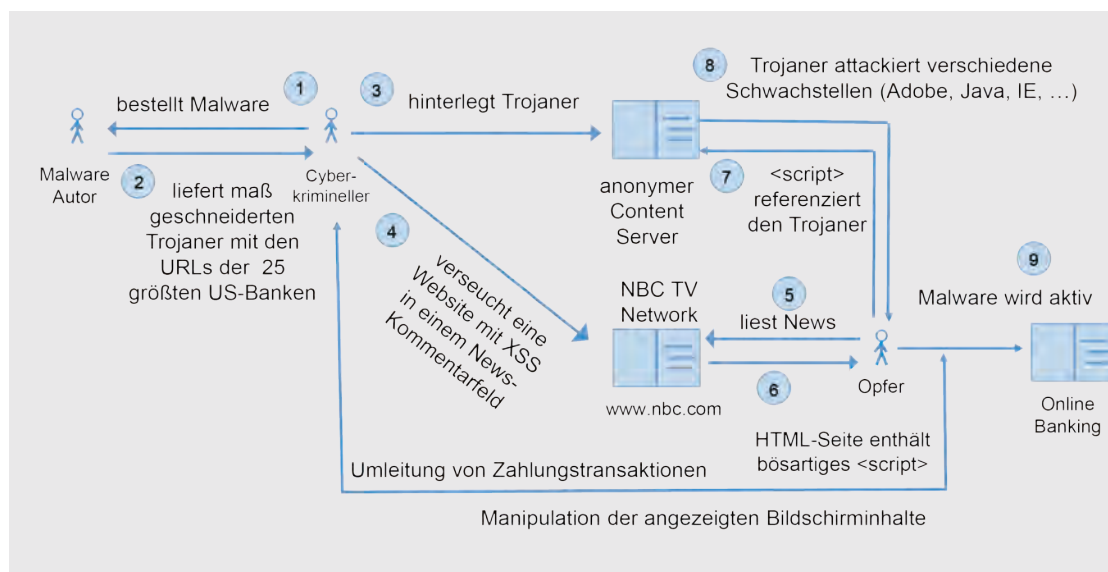 1
bestellt Malware
Malware
Autor
2
liefert maß
geschneiderten
Trojaner mit den
URLs der 25
größten US-Banken
Cyber-
krimineller
3
hinterlegt Trojaner
anonymer
Content
Server
4
verseucht eine
Website mit XSS
in einem News-
Kommentarfeld
NBC TV
Network
www.nbc.com
5
liest News
6
HTML-Seite enthält
bösartiges <script>
Opfer
7
<script>
referenziert
den Trojaner
8
Trojaner attackiert verschiedene
Schwachstellen (Adobe, Java, IE, …)
9
Malware wird aktiv
Online
Banking
Umleitung von Zahlungstransaktionen
Manipulation der angezeigten Bildschirminhalte